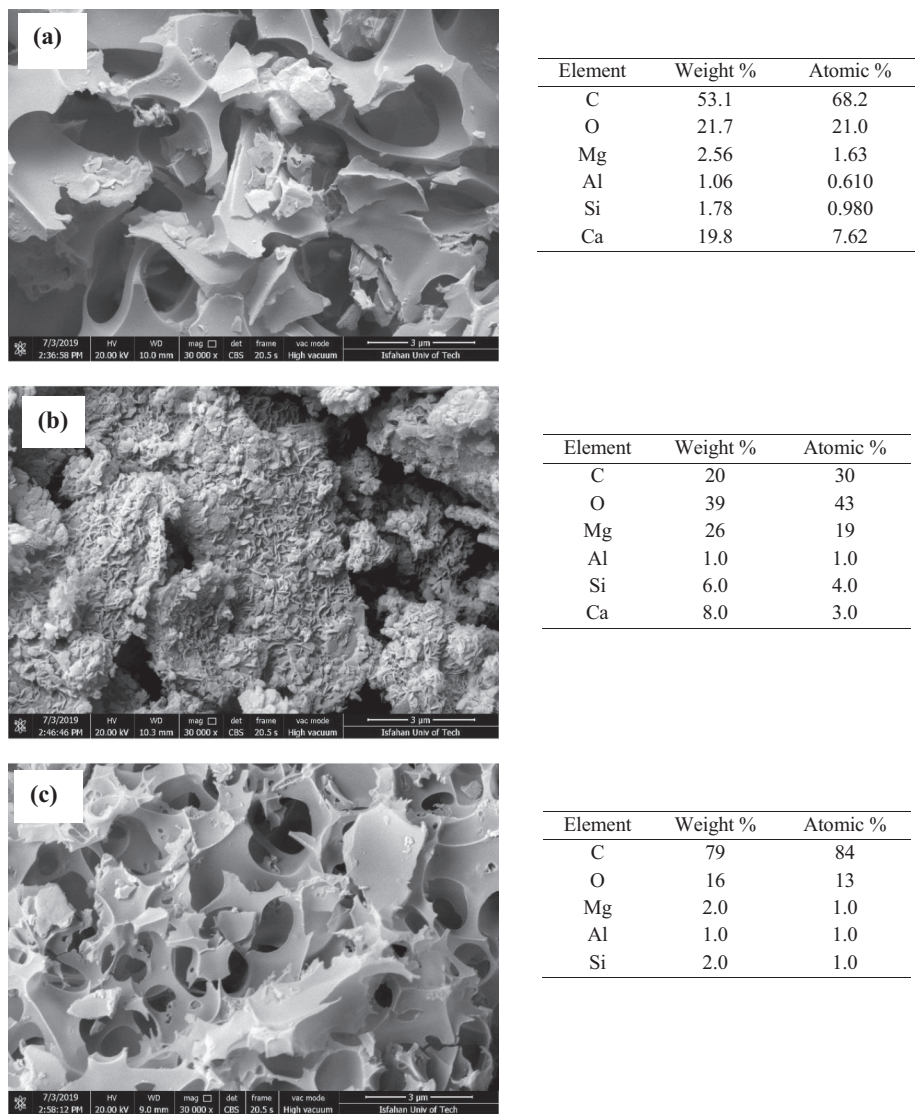 (a)
7/3/2019 HV WD mag □ det frame vac mode 3 µm
2:36:58 PM 20.00 kV 10.0 mm 30 000 x CBS 20.5 s High vacuum Isfahan Univ of Tech
Element Weight % Atomic %
C 53.1 68.2
O 21.7 21.0
Mg 2.56 1.63
Al 1.06 0.610
Si 1.78 0.980
Ca 19.8 7.62
(b)
7/3/2019 HV WD mag □ det frame vac mode 3 µm
2:46:46 PM 20.00 kV 10.3 mm 30 000 x CBS 20.5 s High vacuum Isfahan Univ of Tech
Element Weight % Atomic %
C 20 30
O 39 43
Mg 26 19
Al 1.0 1.0
Si 6.0 4.0
Ca 8.0 3.0
(c)
7/3/2019 HV WD mag □ det frame vac mode 3 µm
2:58:12 PM 20.00 kV 9.0 mm 30 000 x CBS 20.5 s High vacuum Isfahan Univ of Tech
Element Weight % Atomic %
C 79 84
O 16 13
Mg 2.0 1.0
Al 1.0 1.0
Si 2.0 1.0